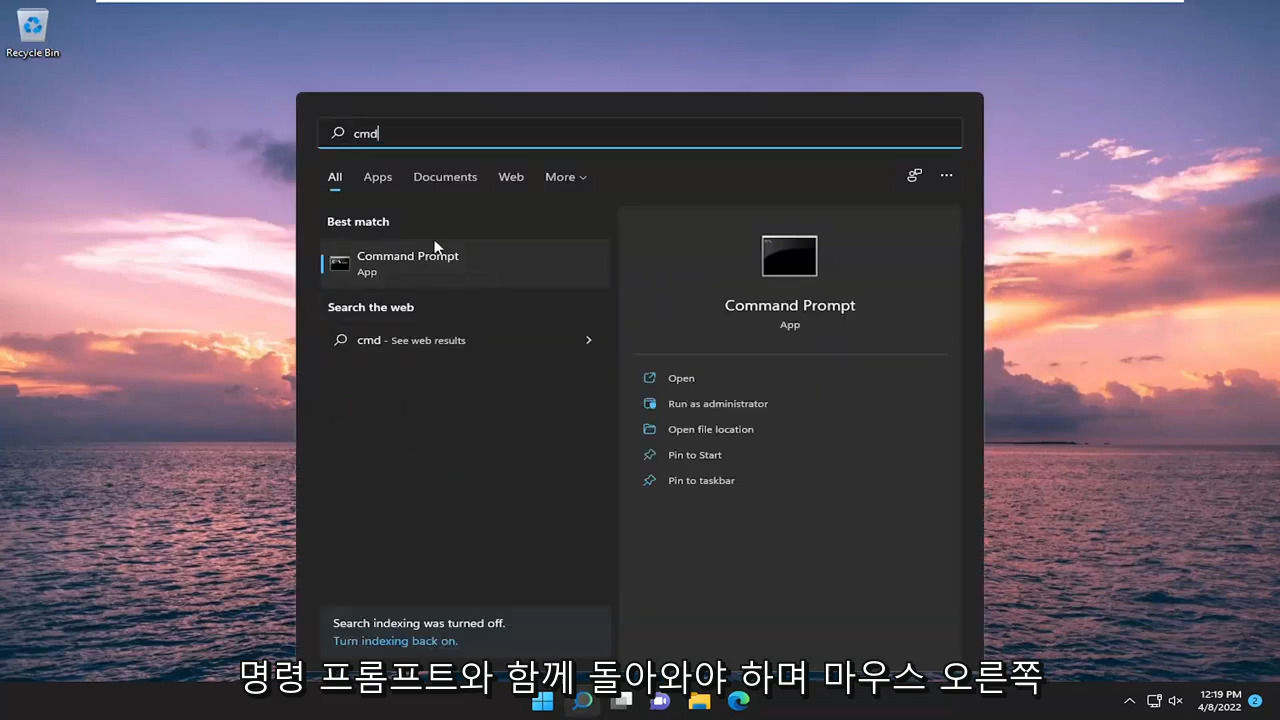 Recycle Bin
cmd
All Apps Documents Web More
Best match
Command Prompt
App
Search the web
cmd - See web results
Command Prompt
App
Open
Run as administrator
Open file location
Pin to Start
Pin to taskbar
Search indexing was turned off.
Turn indexing back on.
명령 프롬프트와 함께 돌아와야 하며 마우스 오른쪽
12:19 PM
4/8/2022
2